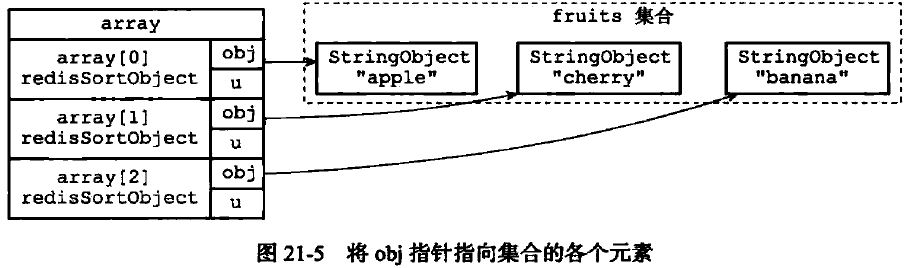 array
array[0]
redisSortObject
obj
u
array[1]
redisSortObject
obj
u
array[2]
redisSortObject
obj
u
fruits 集合
StringObject
"apple"
StringObject
"cherry"
StringObject
"banana"
图 21-5 将 obj 指针指向集合的各个元素